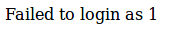 Failed to login as 1